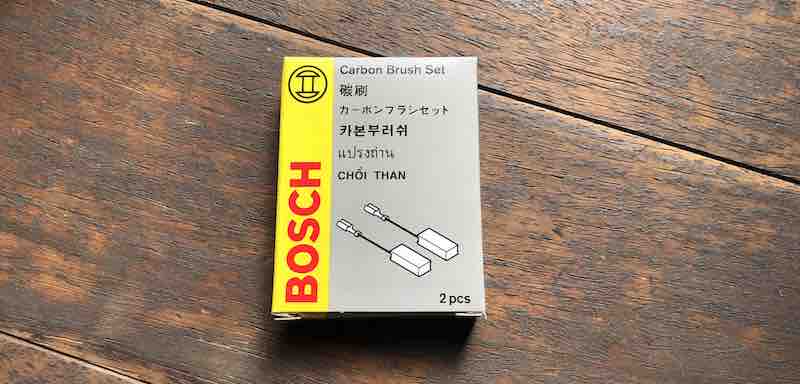 Carbon Brush Set
碳刷
カーボンブラシセット
카본부러쉬
แปรงถ่าน
CHỔI THAN
BOSCH
2 pcs